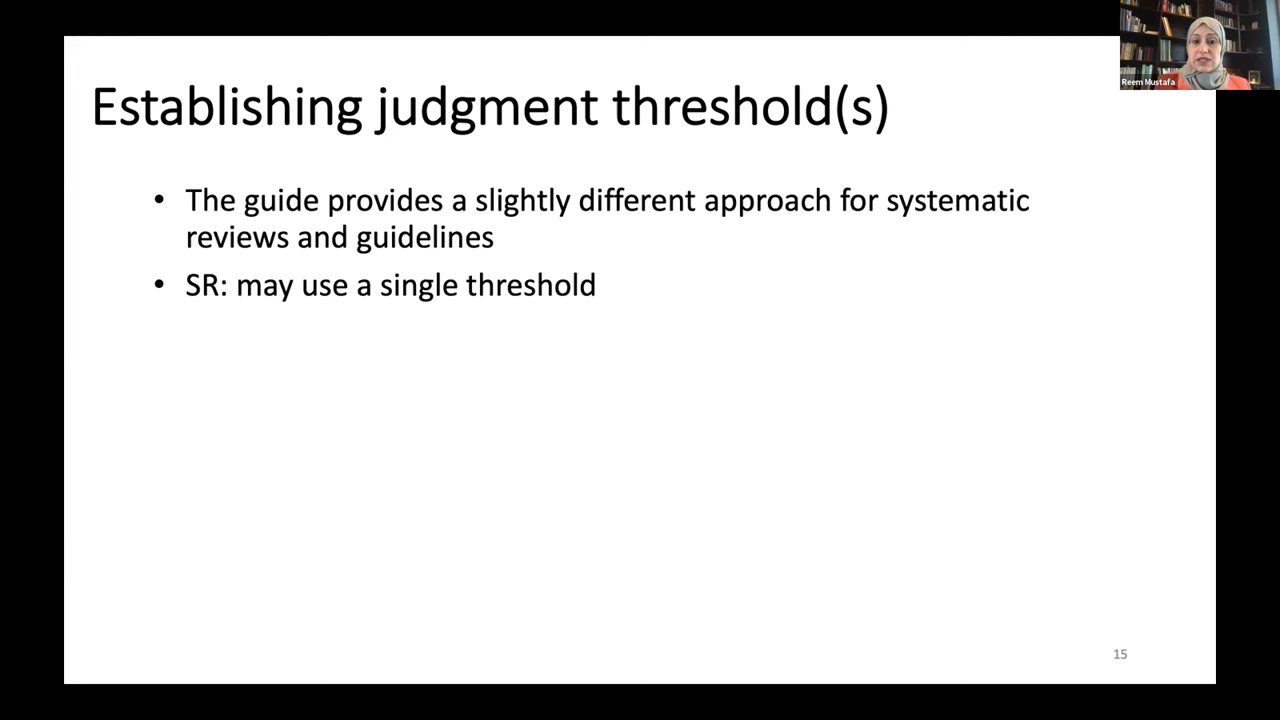 Reem Mustafa
Establishing judgment threshold(s)
• The guide provides a slightly different approach for systematic
reviews and guidelines
• SR: may use a single threshold
15